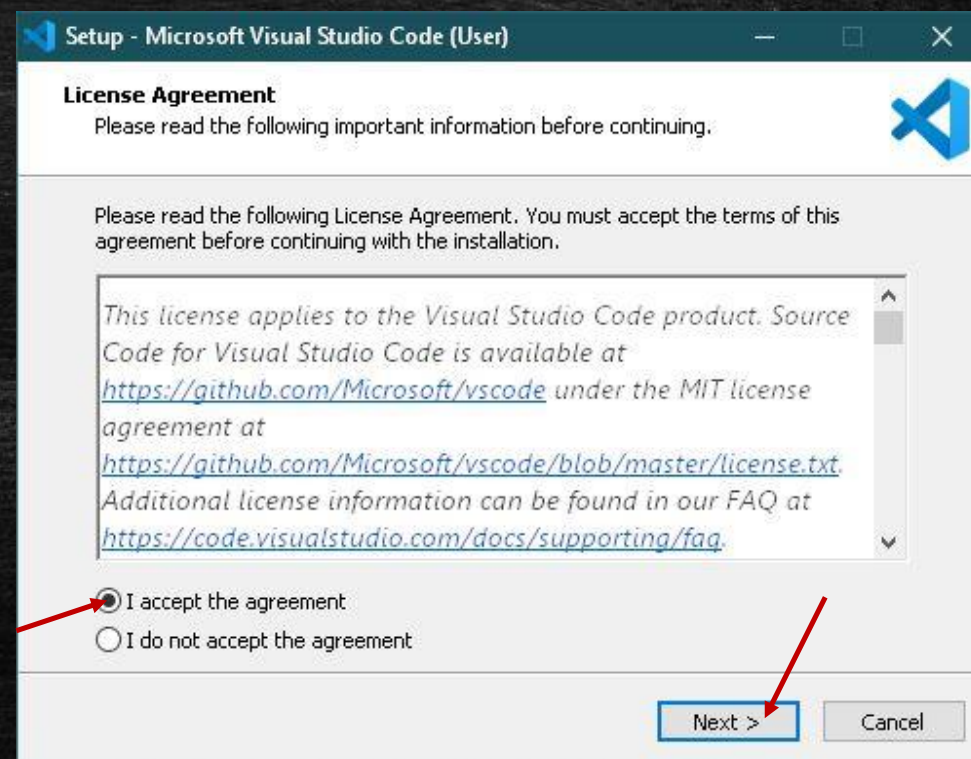 Setup - Microsoft Visual Studio Code (User)
License Agreement
Please read the following important information before continuing.
Please read the following License Agreement. You must accept the terms of this
agreement before continuing with the installation.
This license applies to the Visual Studio Code product. Source
Code for Visual Studio Code is available at
https://github.com/Microsoft/vscode under the MIT license
agreement at
https://github.com/Microsoft/vscode/blob/master/license.txt.
Additional license information can be found in our FAQ at
https://code.visualstudio.com/docs/supporting/faq.
I accept the agreement
I do not accept the agreement
Next >
Cancel